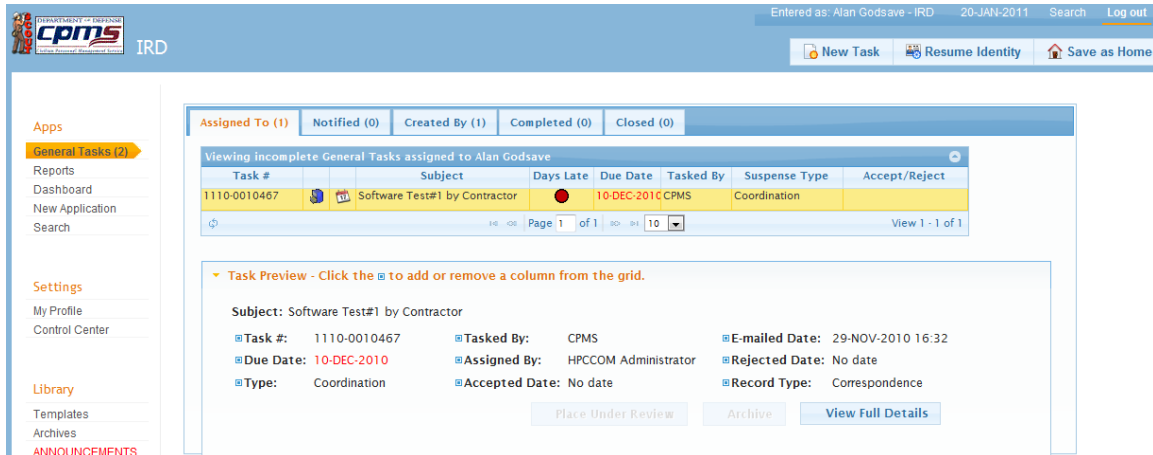 Entered as: Alan Godsave - IRD 20-JAN-2011 Search Log out
DEPARTMENT OF DEFENSE
cpms
Civilian Personnel Management Service
SCOUT
IRD
New Task Resume Identity Save as Home
Apps
General Tasks (2)
Reports
Dashboard
New Application
Search
Settings
My Profile
Control Center
Library
Templates
Archives
ANNOUNCEMENTS
Assigned To (1) Notified (0) Created By (1) Completed (0) Closed (0)
Viewing incomplete General Tasks assigned to Alan Godsave
Task # Subject Days Late Due Date Tasked By Suspense Type Accept/Reject
1110-0010467 Software Test#1 by Contractor 10-DEC-2010 CPMS Coordination
Page 1 of 1 10 View 1 - 1 of 1
Task Preview - Click the to add or remove a column from the grid.
Subject: Software Test#1 by Contractor
Task #: 1110-0010467 Tasked By: CPMS E-mailed Date: 29-NOV-2010 16:32
Due Date: 10-DEC-2010 Assigned By: HPCCOM Administrator Rejected Date: No date
Type: Coordination Accepted Date: No date Record Type: Correspondence
Place Under Review Archive View Full Details